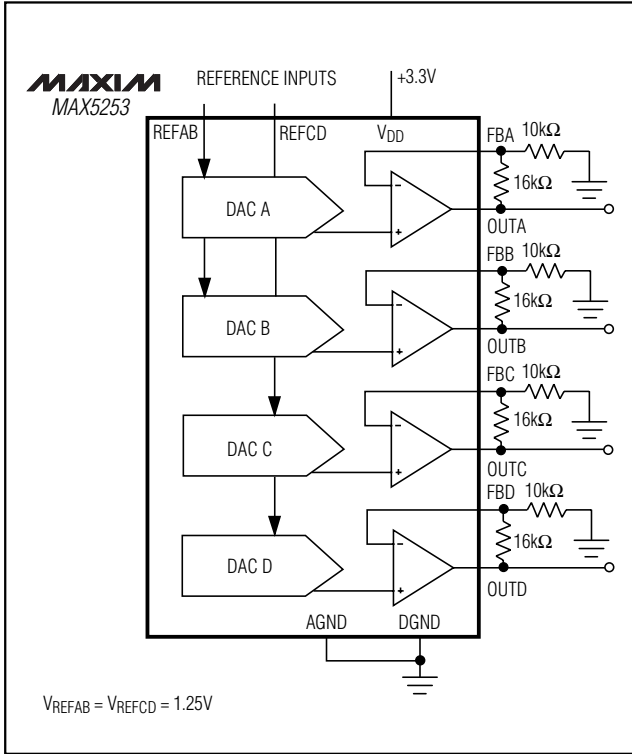 MAXIM
MAX5253
REFERENCE INPUTS
+3.3V
REFAB
REFCD
VDD
DAC A
DAC B
DAC C
DAC D
-
+
-
+
-
+
-
+
FBA
10kΩ
16kΩ
OUTA
FBB
10kΩ
16kΩ
OUTB
FBC
10kΩ
16kΩ
OUTC
FBD
10kΩ
16kΩ
OUTD
AGND
DGND
VREFAB = VREFCD = 1.25V